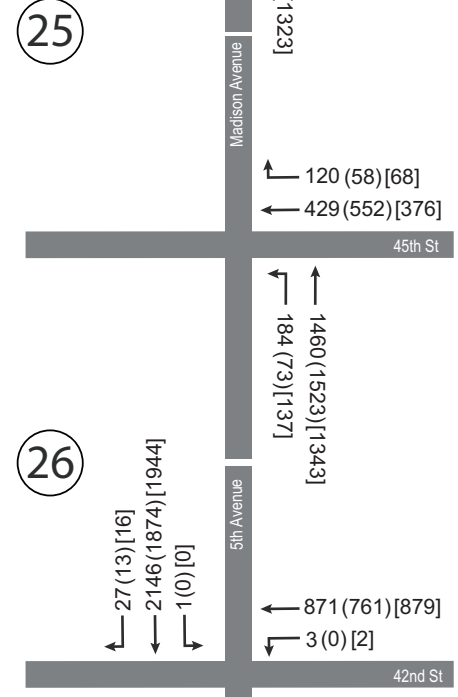 25
1323]
Madison Avenue
120 (58) [68]
429 (552) [376]
45th St
184 (73) [137]
1460 (1523) [1343]
26
27 (13) [16]
2146 (1874) [1944]
1(0) [0]
5th Avenue
871 (761) [879]
3 (0) [2]
42nd St